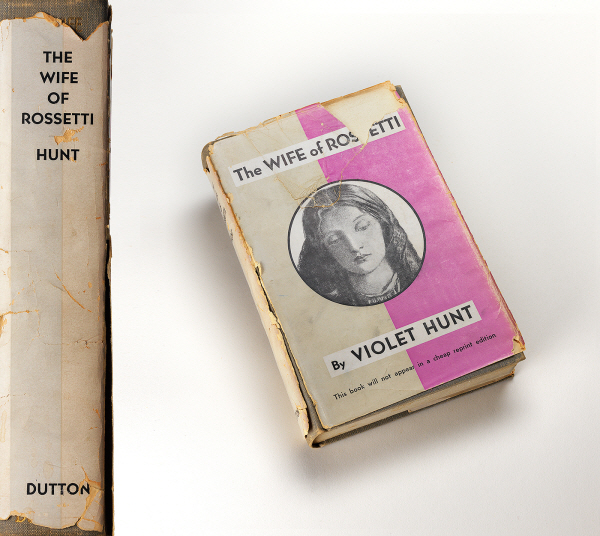 THE
WIFE
OF
ROSSETTI
HUNT
DUTTON
The WIFE of ROSSETTI
By VIOLET HUNT
This book will not appear in a cheap reprint edition